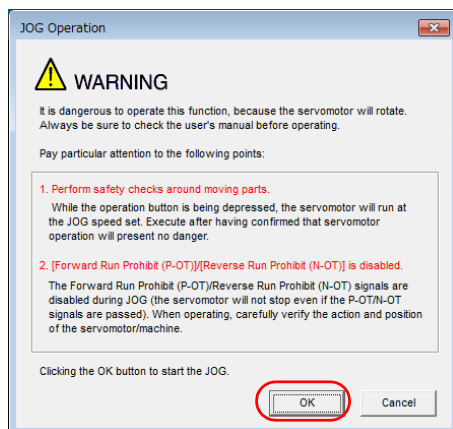 JOG Operation
WARNING
It is dangerous to operate this function, because the servomotor will rotate.
Always be sure to check the user's manual before operating.
Pay particular attention to the following points:
1. Perform safety checks around moving parts.
While the operation button is being depressed, the servomotor will run at
the JOG speed set. Execute after having confirmed that servomotor
operation will present no danger.
2. [Forward Run Prohibit (P-OT)]/[Reverse Run Prohibit (N-OT)] is disabled.
The Forward Run Prohibit (P-OT)/Reverse Run Prohibit (N-OT) signals are
disabled during JOG (the servomotor will not stop even if the P-OT/N-OT
signals are passed). When operating, carefully verify the action and position
of the servomotor/machine.
Clicking the OK button to start the JOG.
OK
Cancel